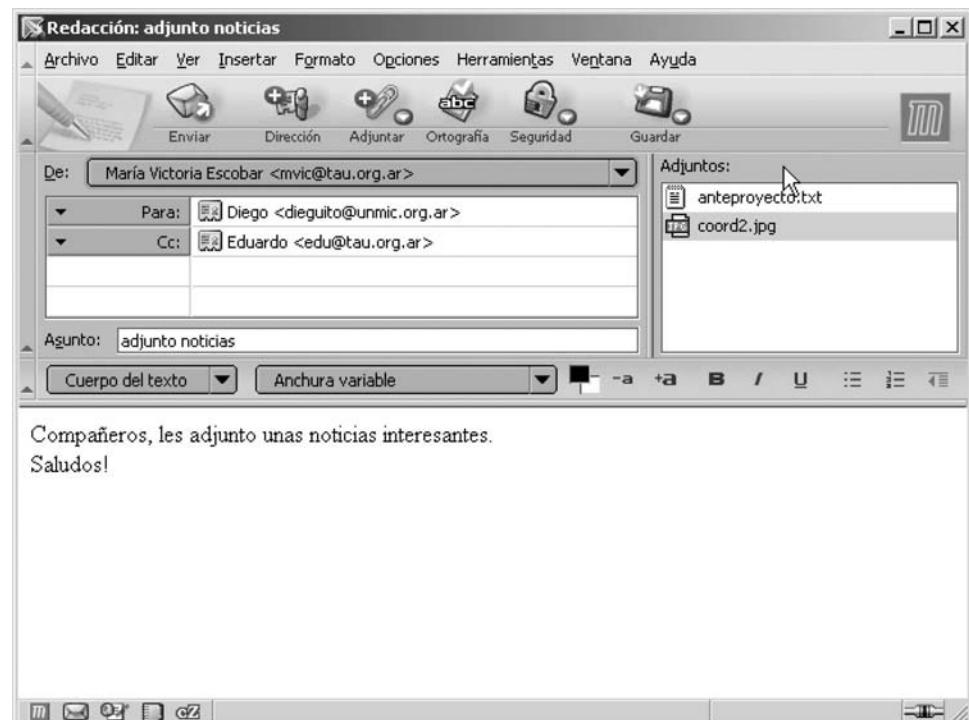 Redacción: adjunto noticias
Archivo Editar Ver Insertar Formato Opciones Herramientas Ventana Ayuda
Enviar Dirección Adjuntar Ortografía Seguridad Guardar
De: María Victoria Escobar <mvic@tau.org.ar>
Para: Diego <dieguito@unmic.org.ar>
Cc: Eduardo <edu@tau.org.ar>
Adjuntos:
anteproyecto.txt
coord2.jpg
Asunto: adjunto noticias
Cuerpo del texto Anchura variable -a +a B I U
Compañeros, les adjunto unas noticias interesantes.
Saludos!